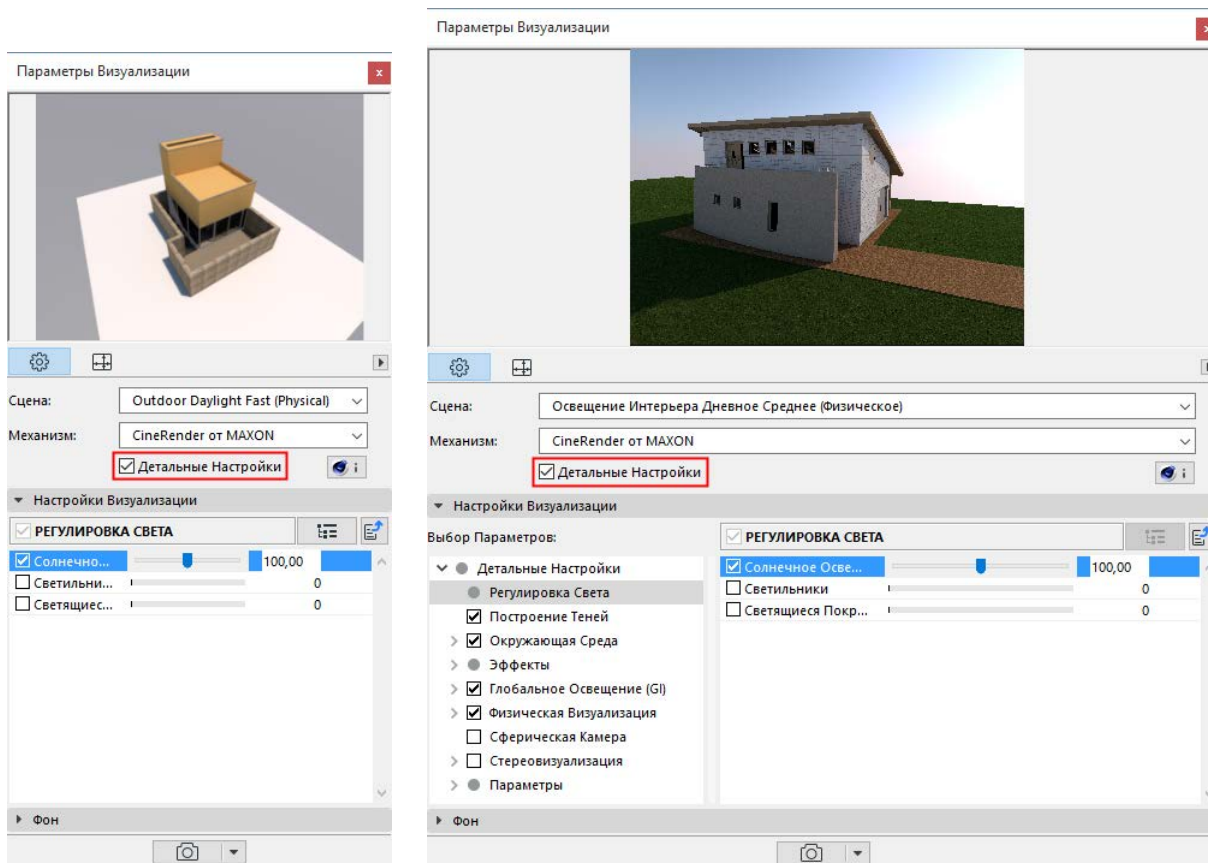 Параметры Визуализации
x
Сцена: Outdoor Daylight Fast (Physical)
Механизм: CineRender от MAXON
Детальные Настройки
i
Настройки Визуализации
РЕГУЛИРОВКА СВЕТА
Солнечно... 100,00
Светильни... 0
Светящиес... 0
Фон
Параметры Визуализации
x
Сцена: Освещение Интерьера Дневное Среднее (Физическое)
Механизм: CineRender от MAXON
Детальные Настройки
i
Настройки Визуализации
Выбор Параметров:
Детальные Настройки
Регулировка Света
Построение Теней
Окружающая Среда
Эффекты
Глобальное Освещение (GI)
Физическая Визуализация
Сферическая Камера
Стереовизуализация
Параметры
РЕГУЛИРОВКА СВЕТА
Солнечное Осве... 100,00
Светильники 0
Светящиеся Покр... 0
Фон